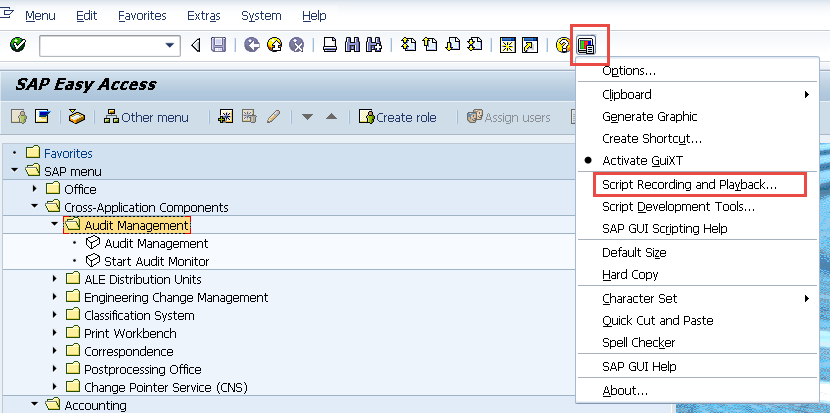 Menu Edit Favorites Extras System Help
SAP Easy Access
Other menu Create role Assign users
Favorites
SAP menu
Office
Cross-Application Components
Audit Management
Audit Management
Start Audit Monitor
ALE Distribution Units
Engineering Change Management
Classification System
Print Workbench
Correspondence
Postprocessing Office
Change Pointer Service (CNS)
Accounting
Options...
Clipboard
Generate Graphic
Create Shortcut...
Activate GuiXT
Script Recording and Playback...
Script Development Tools...
SAP GUI Scripting Help
Default Size
Hard Copy
Character Set
Quick Cut and Paste
Spell Checker
SAP GUI Help
About...